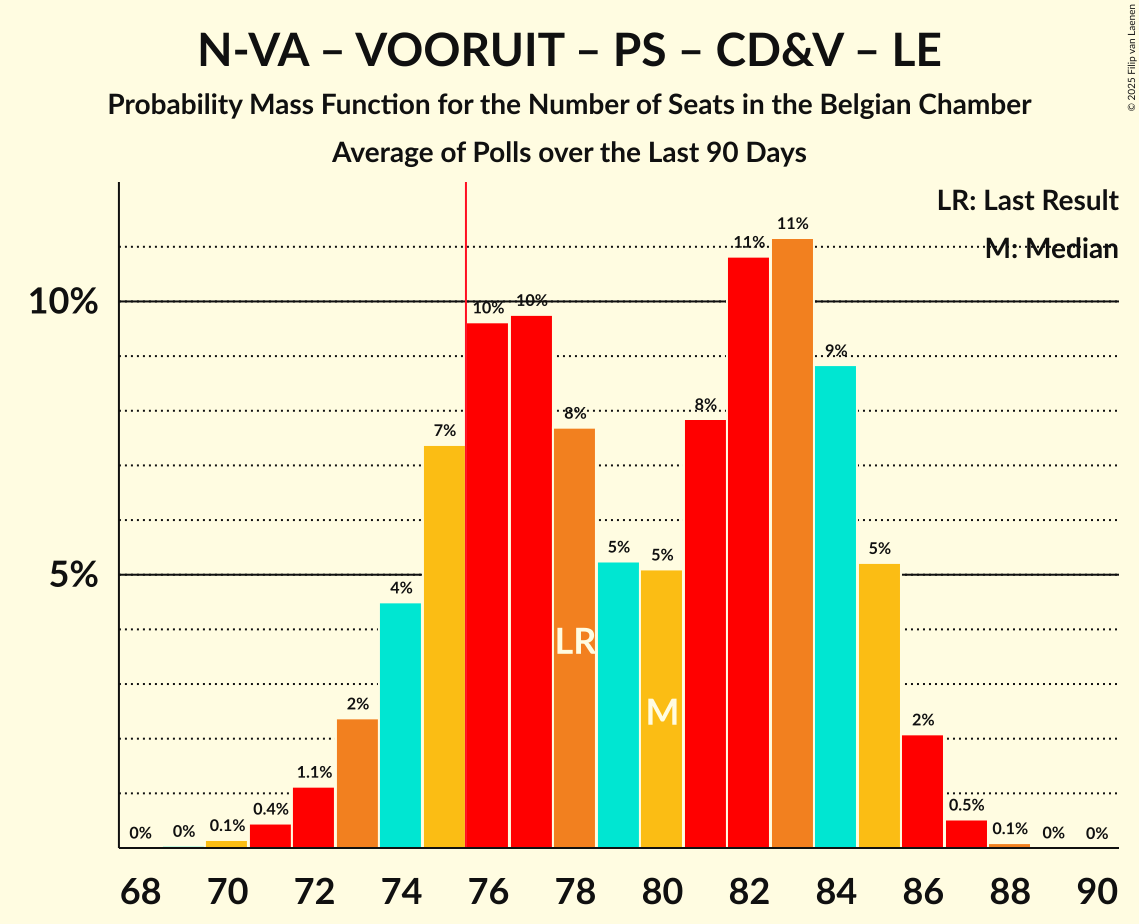 N-VA – VOORUIT – PS – CD&V – LE
Probability Mass Function for the Number of Seats in the Belgian Chamber
Average of Polls over the Last 90 Days
© 2025 Filip van Laenen
LR: Last Result
M: Median
10%
5%
0%
0%
0.1%
0.4%
1.1%
2%
4%
7%
10%
10%
8%
5%
5%
8%
11%
11%
9%
5%
2%
0.5%
0.1%
0%
0%
LR
M
68 70 72 74 76 78 80 82 84 86 88 90